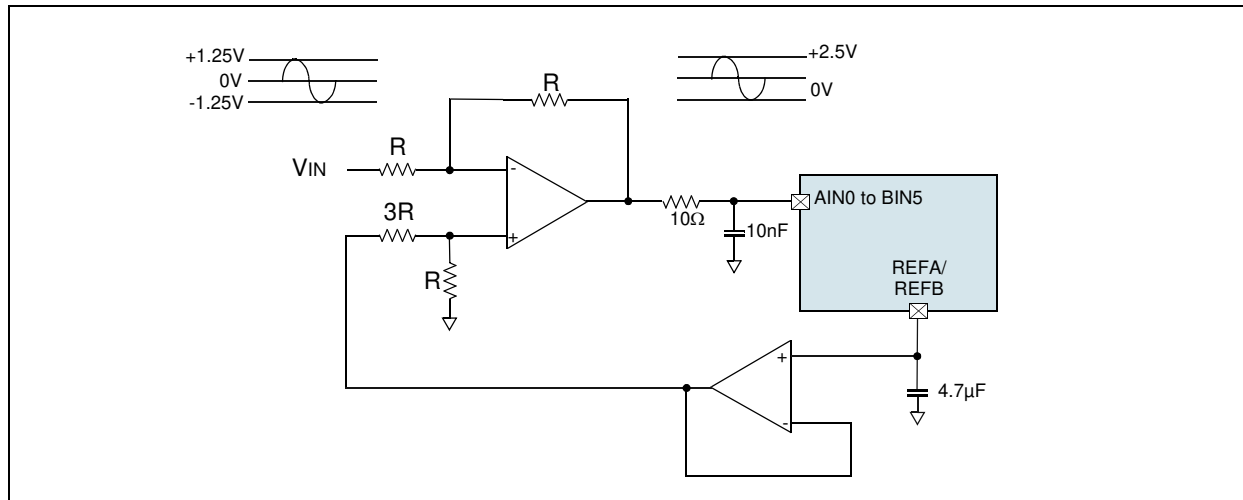 +1.25V
0V
-1.25V
+2.5V
0V
R
R
VIN
-
3R
+
R
10Ω
10nF
AIN0 to BIN5
REFA/
REFB
+
-
4.7µF